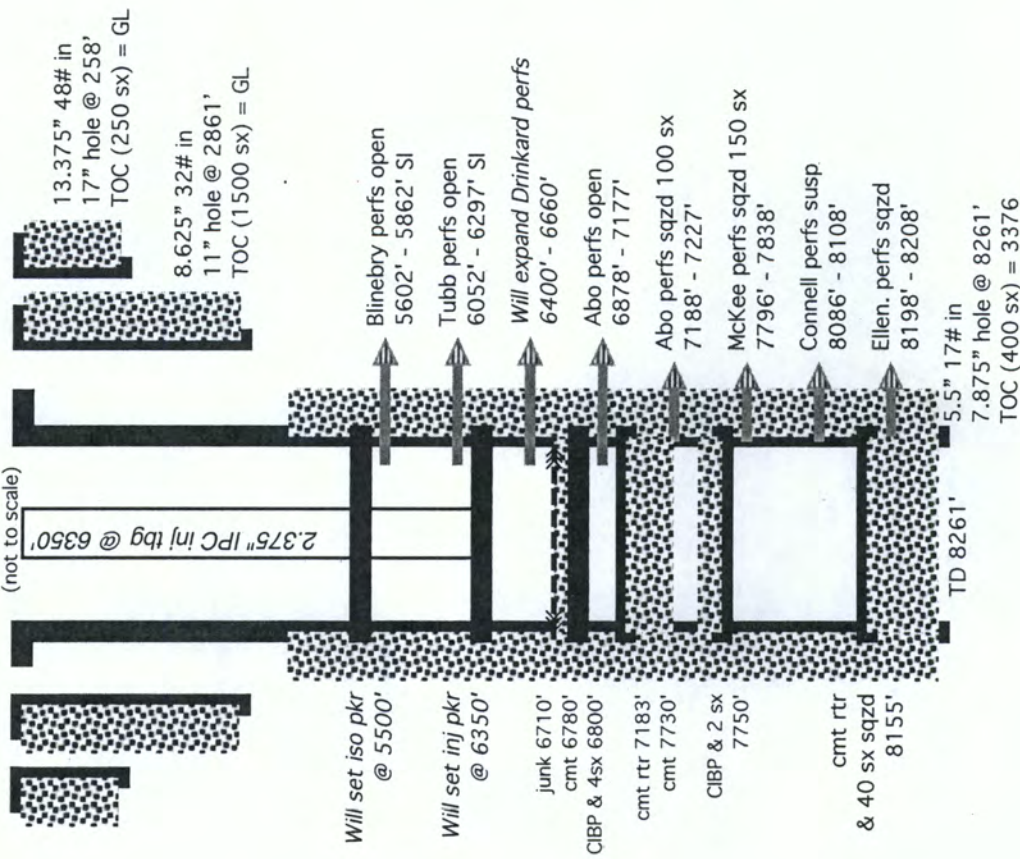 (not to scale)
13.375" 48# in
17" hole @ 258'
TOC (250 sx) = GL
8.625" 32# in
11" hole @ 2861'
TOC (1500 sx) = GL
2.375" IPC inj tbg @ 6350'
Will set iso pkr
@ 5500'
Will set inj pkr
@ 6350'
junk 6710'
cmt 6780'
CIBP & 4sx 6800'
cmt rtr 7183'
cmt 7730'
CIBP & 2 sx
7750'
cmt rtr
& 40 sx sqzd
8155'
Blinebry perfs open
5602' - 5862' SI
Tubb perfs open
6052' - 6297' SI
Will expand Drinkard perfs
6400' - 6660'
Abo perfs open
6878' - 7177'
Abo perfs sqzd 100 sx
7188' - 7227'
McKee perfs sqzd 150 sx
7796' - 7838'
Connell perfs susp
8086' - 8108'
Ellen. perfs sqzd
8198' - 8208'
5.5" 17# in
7.875" hole @ 8261'
TOC (400 sx) = 3376
TD 8261'